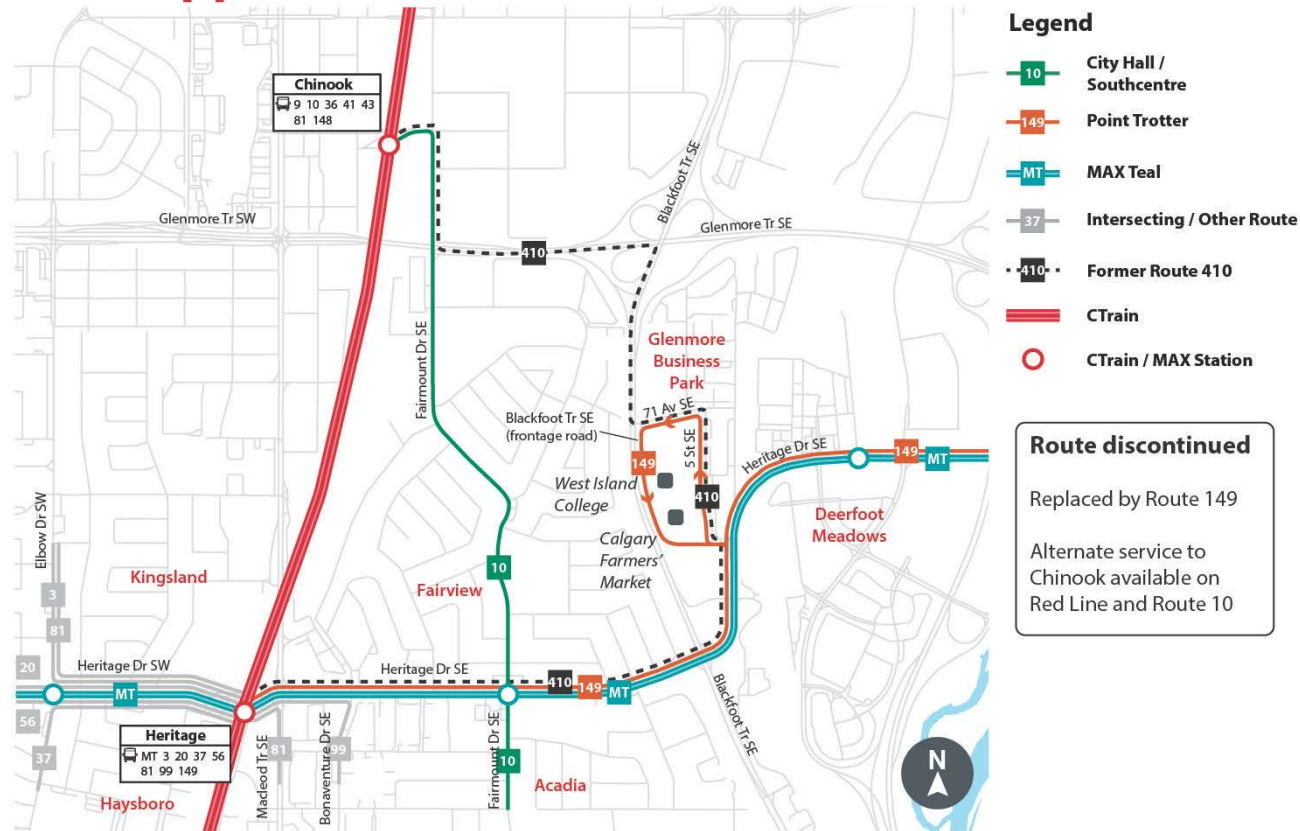 Chinook
9 10 36 41 43
81 148
Glenmore Tr SW
Blackfoot Tr SE
Glenmore Tr SE
410
Fairmount Dr SE
Glenmore
Business
Park
71 Av SE
Blackfoot Tr SE
(frontage road)
5 St SE
Heritage Dr SE
149
MT
149
West Island
College
410
Deerfoot
Meadows
Calgary
Farmers'
Market
10
Elbow Dr SW
Kingsland
Fairview
3
81
20
Heritage Dr SW
Heritage Dr SE
MT
410
149
MT
56
37
Heritage
MT 3 20 37 56
81 99 149
Macleod Tr SE
81
Bonaventure Dr SE
99
Fairmount Dr SE
10
Blackfoot Tr SE
Haysboro
Acadia
N
Legend
10
City Hall /
Southcentre
149
Point Trotter
MT
MAX Teal
37
Intersecting / Other Route
410
Former Route 410
CTrain
CTrain / MAX Station
Route discontinued
Replaced by Route 149
Alternate service to
Chinook available on
Red Line and Route 10